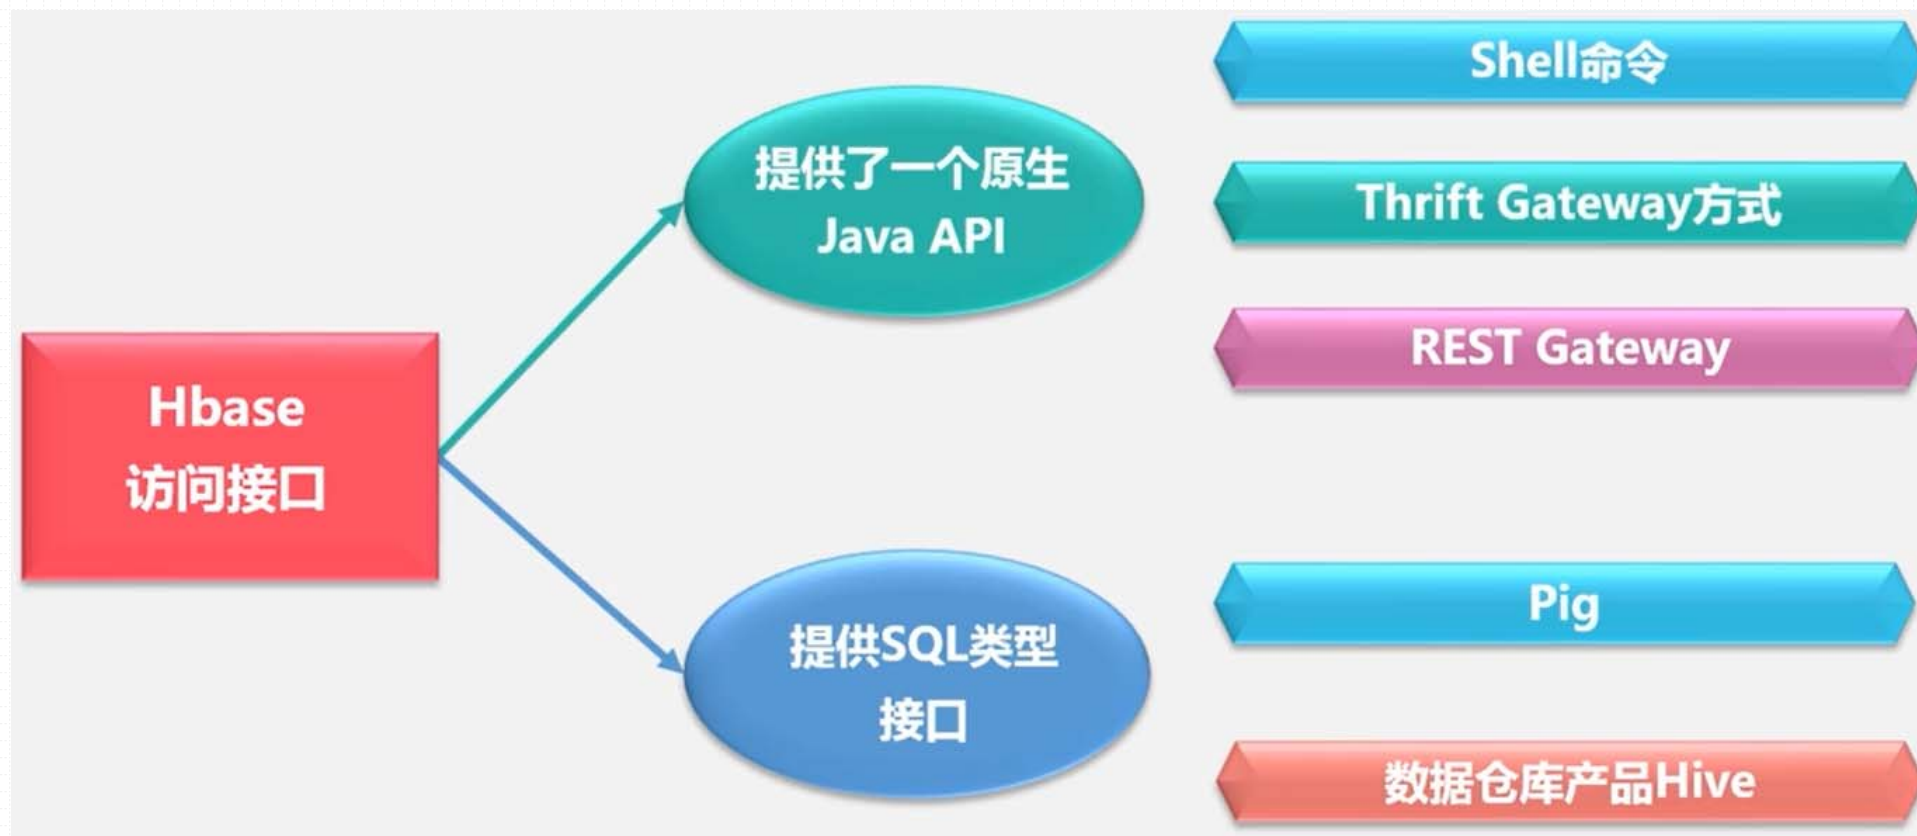 Hbase
访问接口
提供了一个原生
Java API
Shell命令
Thrift Gateway方式
REST Gateway
提供SQL类型
接口
Pig
数据仓库产品Hive